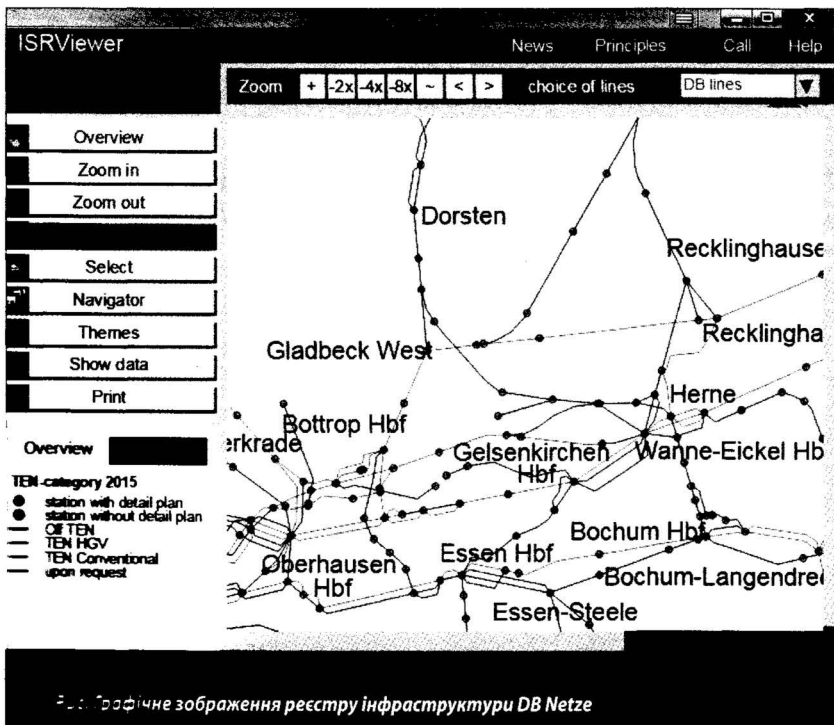 ISRViewer
News Principles Call Help
Zoom + -2x -4x -8x ~ < > choice of lines DB lines
Overview
Zoom in
Zoom out
Select
Navigator
Themes
Show data
Print
Overview
TEN-category 2015
station with detail plan
station without detail plan
Off TEN
TEN HGV
TEN Conventional
upon request
Dorsten
Recklinghause
Gladbeck West
Recklingha
Herne
Bottrop Hbf
erkrade
Gelsenkirchen
Hbf
Wanne-Eickel Hb
Oberhausen
Hbf
Essen Hbf
Bochum Hbf
Bochum-Langendree
Essen-Steele
Графічне зображення реєстру інфраструктури DB Netze